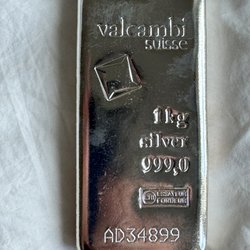 valcambi
suisse
1kg
silver
999,0
ESSAYEUR
FONDEUR
AD34899